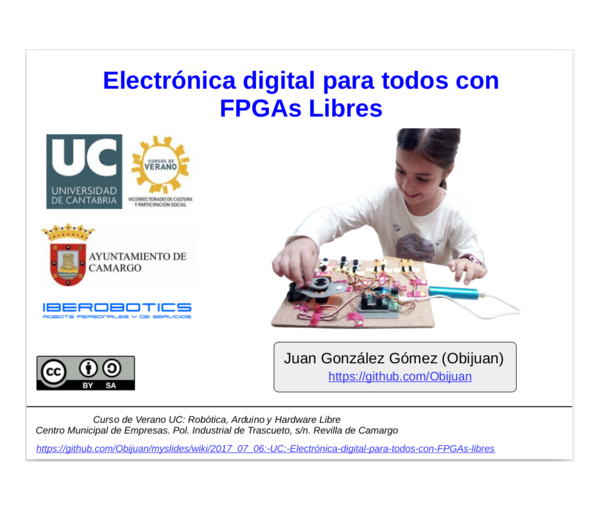 Electrónica digital para todos con
FPGAs Libres
UC
UNIVERSIDAD
DE CANTABRIA
CURSOS DE
VERANO
VICERRECTORADO DE CULTURA
Y PARTICIPACIÓN SOCIAL
AYUNTAMIENTO DE
CAMARGO
IBEROBOTICS
ROBOTS PERSONALES Y DE SERVICIOS
cc
BY SA
Juan González Gómez (Obijuan)
https://github.com/Obijuan
Curso de Verano UC: Robótica, Arduino y Hardware Libre
Centro Municipal de Empresas. Pol. Industrial de Trascueto, s/n. Revilla de Camargo
https://github.com/Obijuan/myslides/wiki/2017_07_06:-UC:-Electrónica-digital-para-todos-con-FPGAs-libres